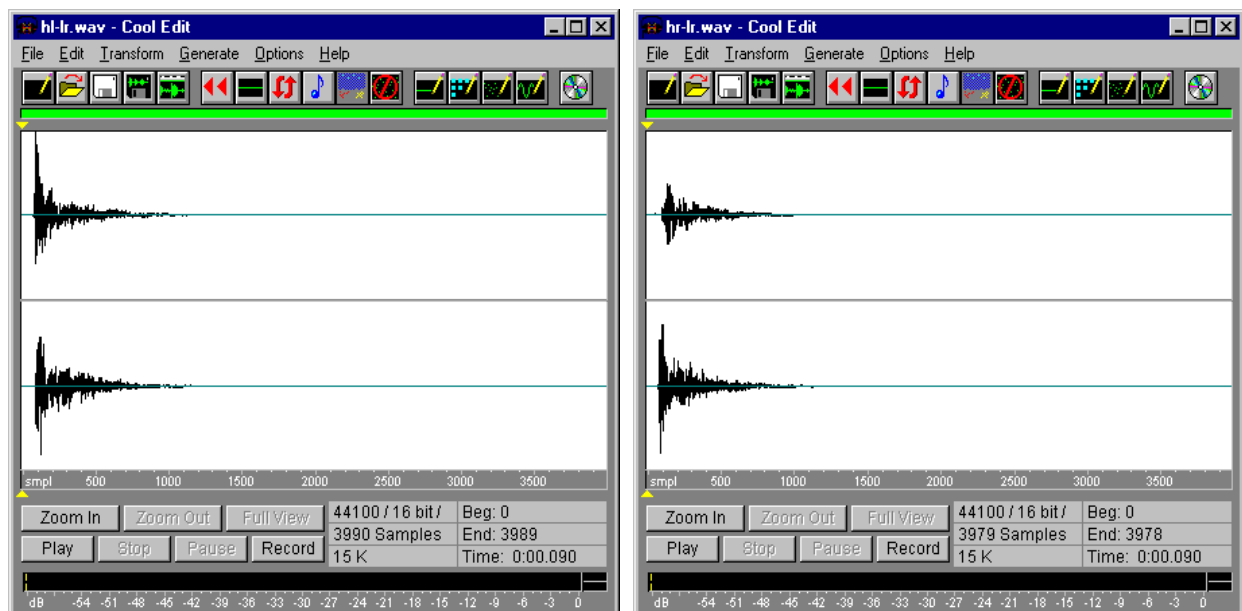 hl-lr.wav - Cool Edit
File Edit Transform Generate Options Help
smpl 500 1000 1500 2000 2500 3000 3500
Zoom In Zoom Out Full View 44100 / 16 bit / Beg: 0
3990 Samples End: 3989
Play Stop Pause Record 15 K Time: 0:00.090
dB -54 -51 -48 -45 -42 -39 -36 -33 -30 -27 -24 -21 -18 -15 -12 -9 -6 -3 0
hr-lr.wav - Cool Edit
File Edit Transform Generate Options Help
smpl 500 1000 1500 2000 2500 3000 3500
Zoom In Zoom Out Full View 44100 / 16 bit / Beg: 0
3979 Samples End: 3978
Play Stop Pause Record 15 K Time: 0:00.090
dB -54 -51 -48 -45 -42 -39 -36 -33 -30 -27 -24 -21 -18 -15 -12 -9 -6 -3 0